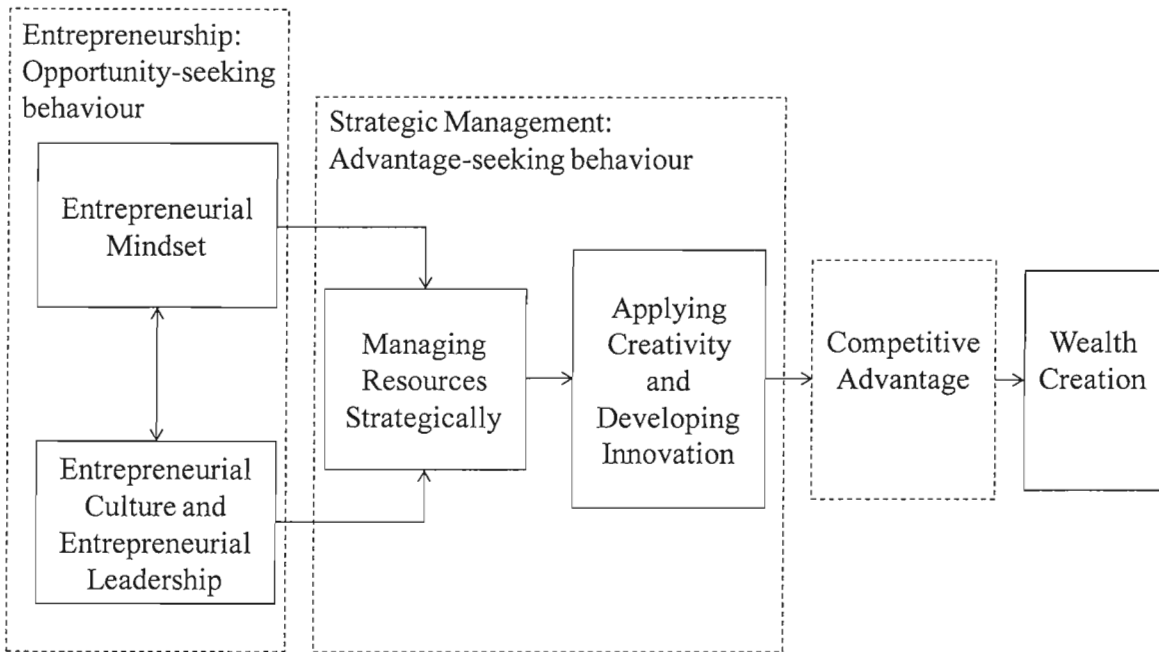 Entrepreneurship:
Opportunity-seeking
behaviour
Entrepreneurial
Mindset
Entrepreneurial
Culture and
Entrepreneurial
Leadership
Strategic Management:
Advantage-seeking behaviour
Managing
Resources
Strategically
Applying
Creativity
and
Developing
Innovation
Competitive
Advantage
Wealth
Creation